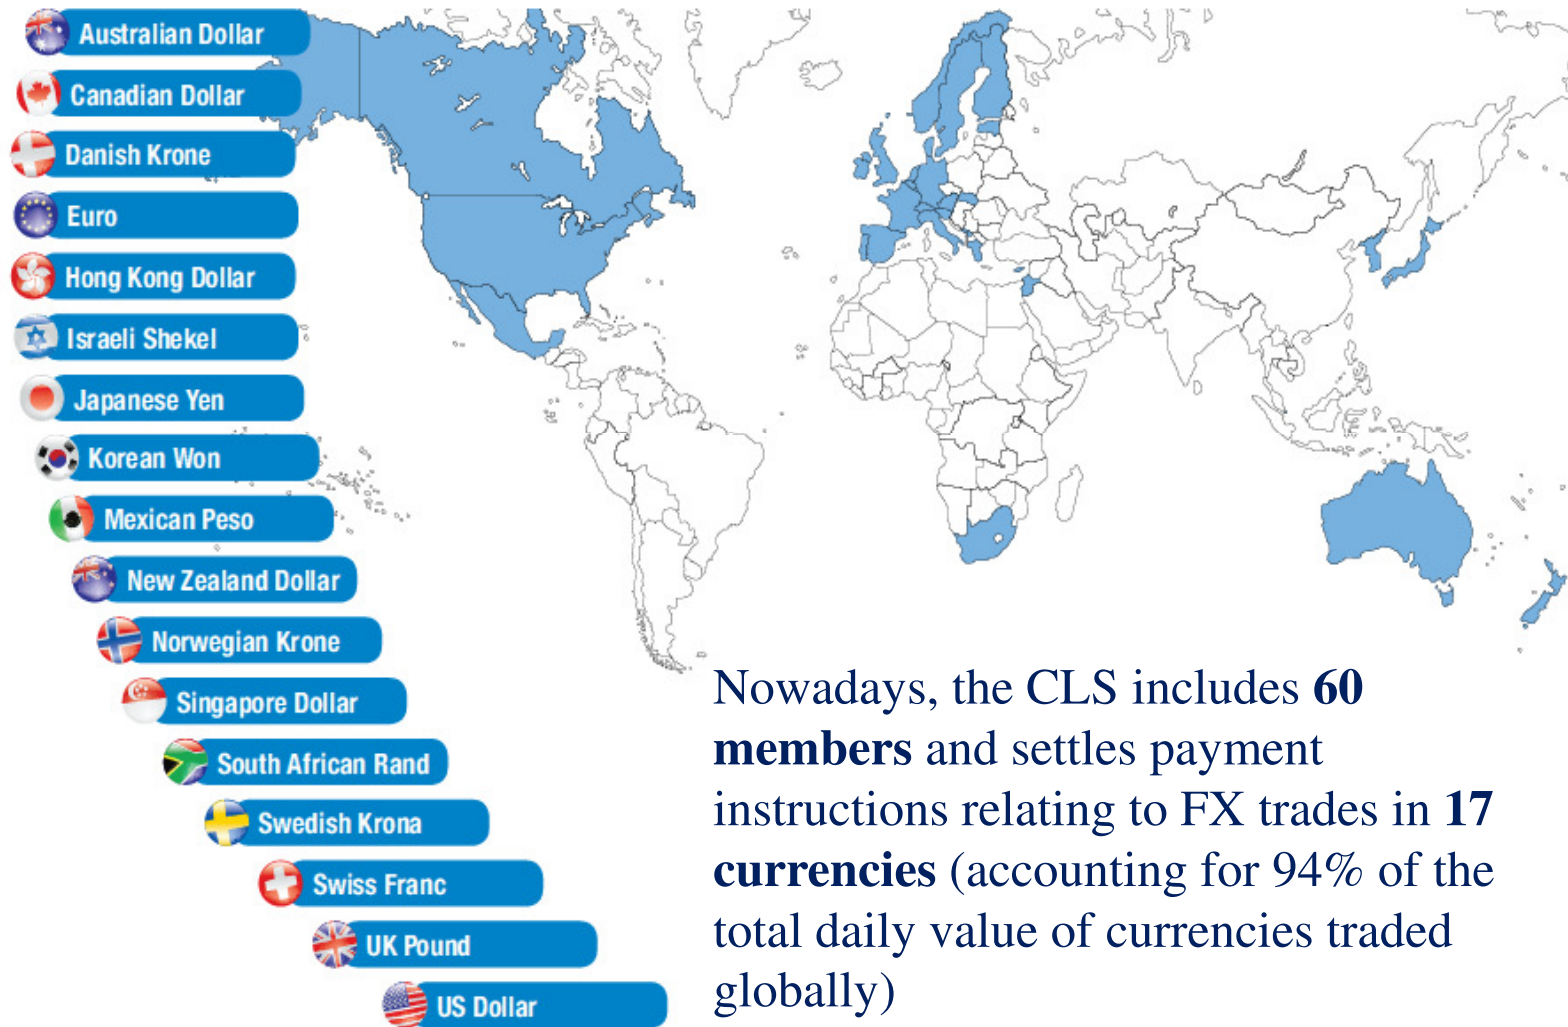 Australian Dollar
Canadian Dollar
Danish Krone
Euro
Hong Kong Dollar
Israeli Shekel
Japanese Yen
Korean Won
Mexican Peso
New Zealand Dollar
Norwegian Krone
Singapore Dollar
South African Rand
Swedish Krona
Swiss Franc
UK Pound
US Dollar
Nowadays, the CLS includes 60
members and settles payment
instructions relating to FX trades in 17
currencies (accounting for 94% of the
total daily value of currencies traded
globally)